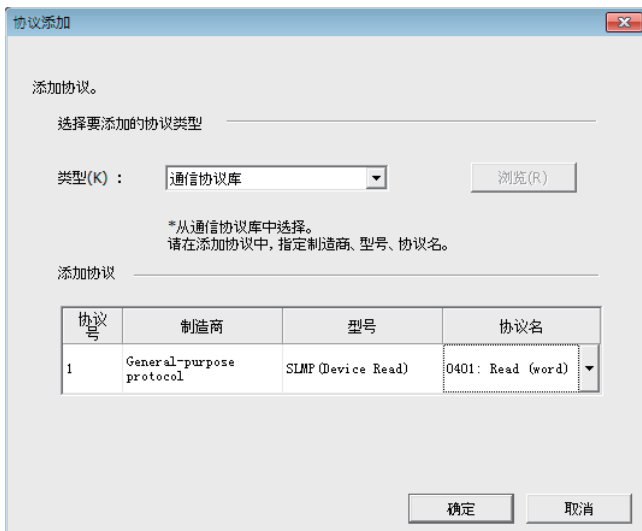 协议添加
添加协议。
选择要添加的协议类型
类型(K) : 通信协议库 浏览(R)
*从通信协议库中选择。
请在添加协议中,指定制造商、型号、协议名。
添加协议
协议号 制造商 型号 协议名
1 General-purpose protocol SLMP(Device Read) 0401: Read (word)
确定 取消